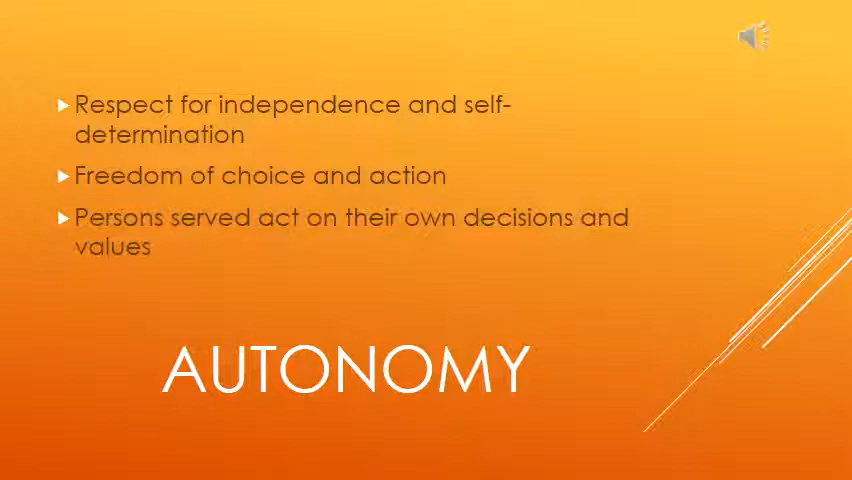 Respect for independence and self-
determination
Freedom of choice and action
Persons served act on their own decisions and
values
AUTONOMY